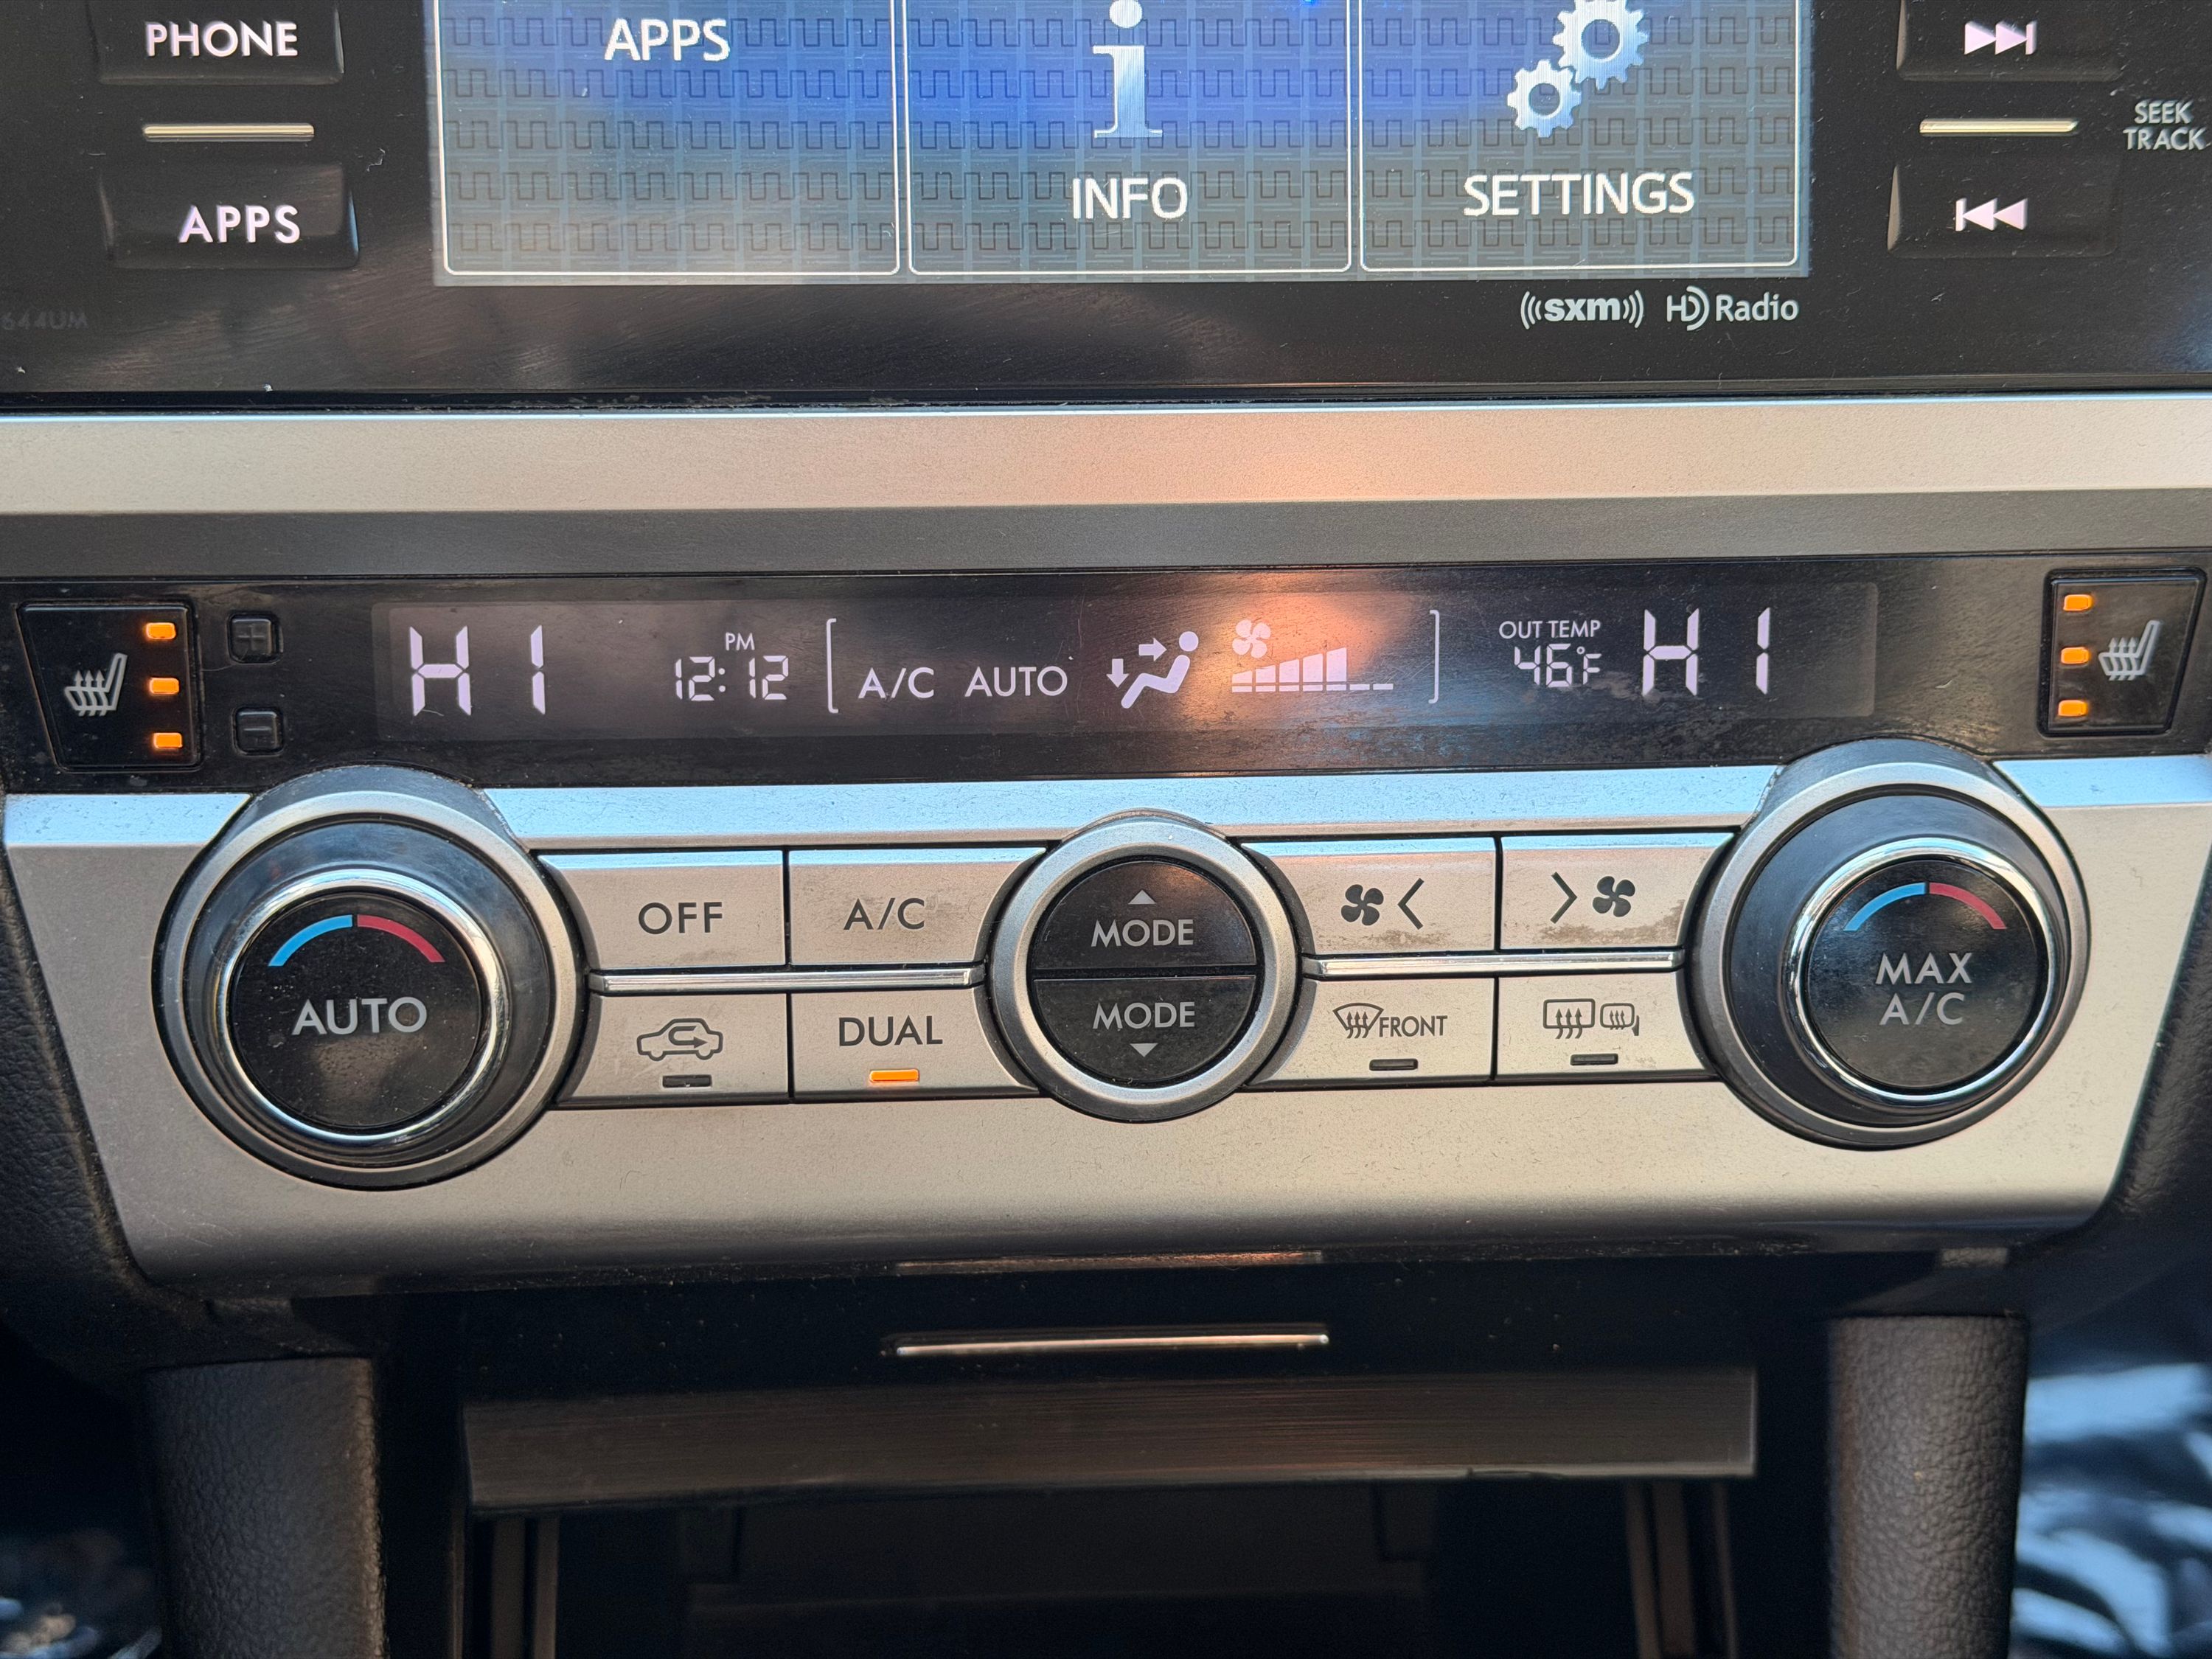 PHONE
APPS
APPS
INFO
SETTINGS
SEEK
TRACK
644UM
sxm HD Radio
HI
PM
12:12
A/C AUTO
OUT TEMP
46°F
HI
AUTO
OFF
A/C
DUAL
MODE
MODE
FRONT
MAX
A/C